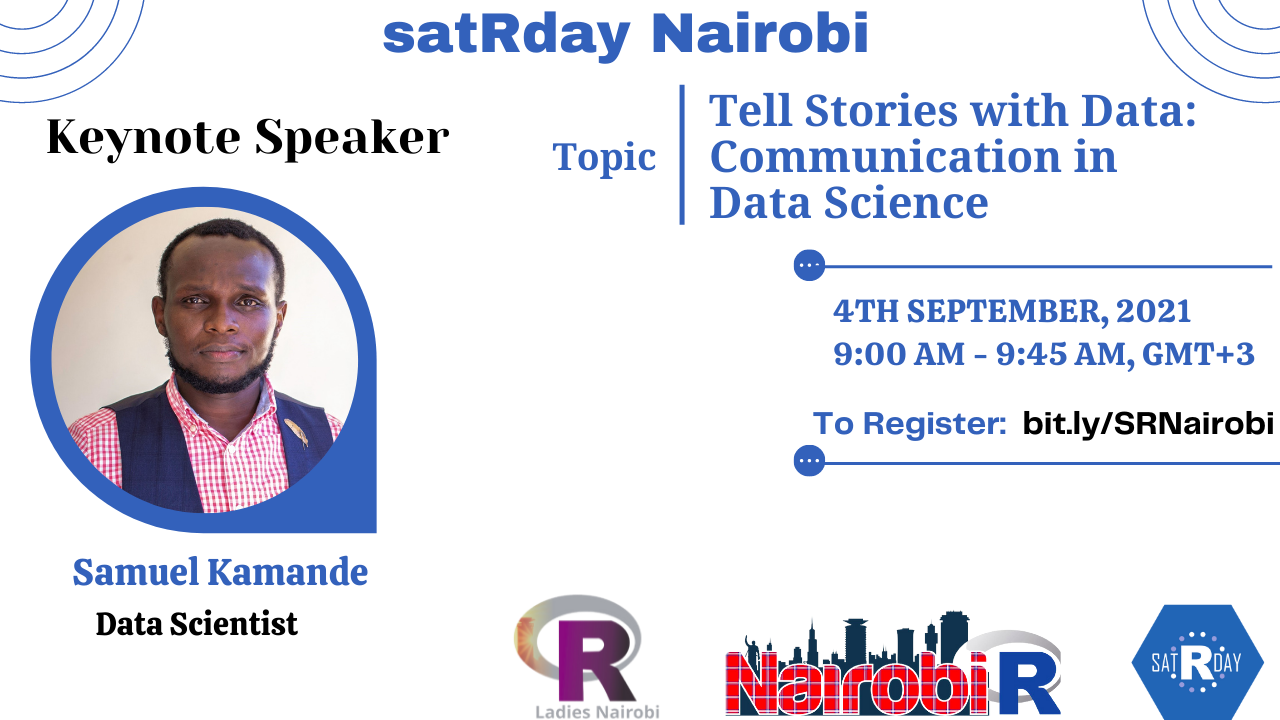 satRday Nairobi
Keynote Speaker
Topic
Tell Stories with Data:
Communication in
Data Science
4TH SEPTEMBER, 2021
9:00 AM - 9:45 AM, GMT+3
To Register: bit.ly/SRNairobi
Samuel Kamande
Data Scientist
R
Ladies Nairobi
Nairobi R
SATRDAY